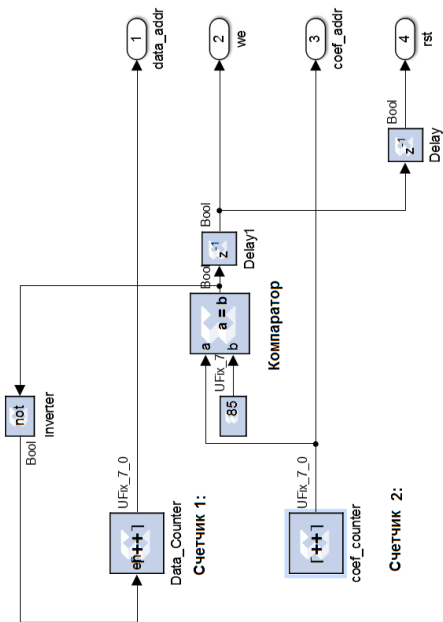 1
data_addr
2
we
3
coef_addr
4
rst
Bool
z⁻¹
Delay
Bool
z⁻¹
Delay1
Bool
a
b
a = b
Компаратор
UFix_7
85
not
Inverter
Bool
UFix_7_0
en
++
Data_Counter
Счетчик 1:
UFix_7_0
++
coef_counter
Счетчик 2: